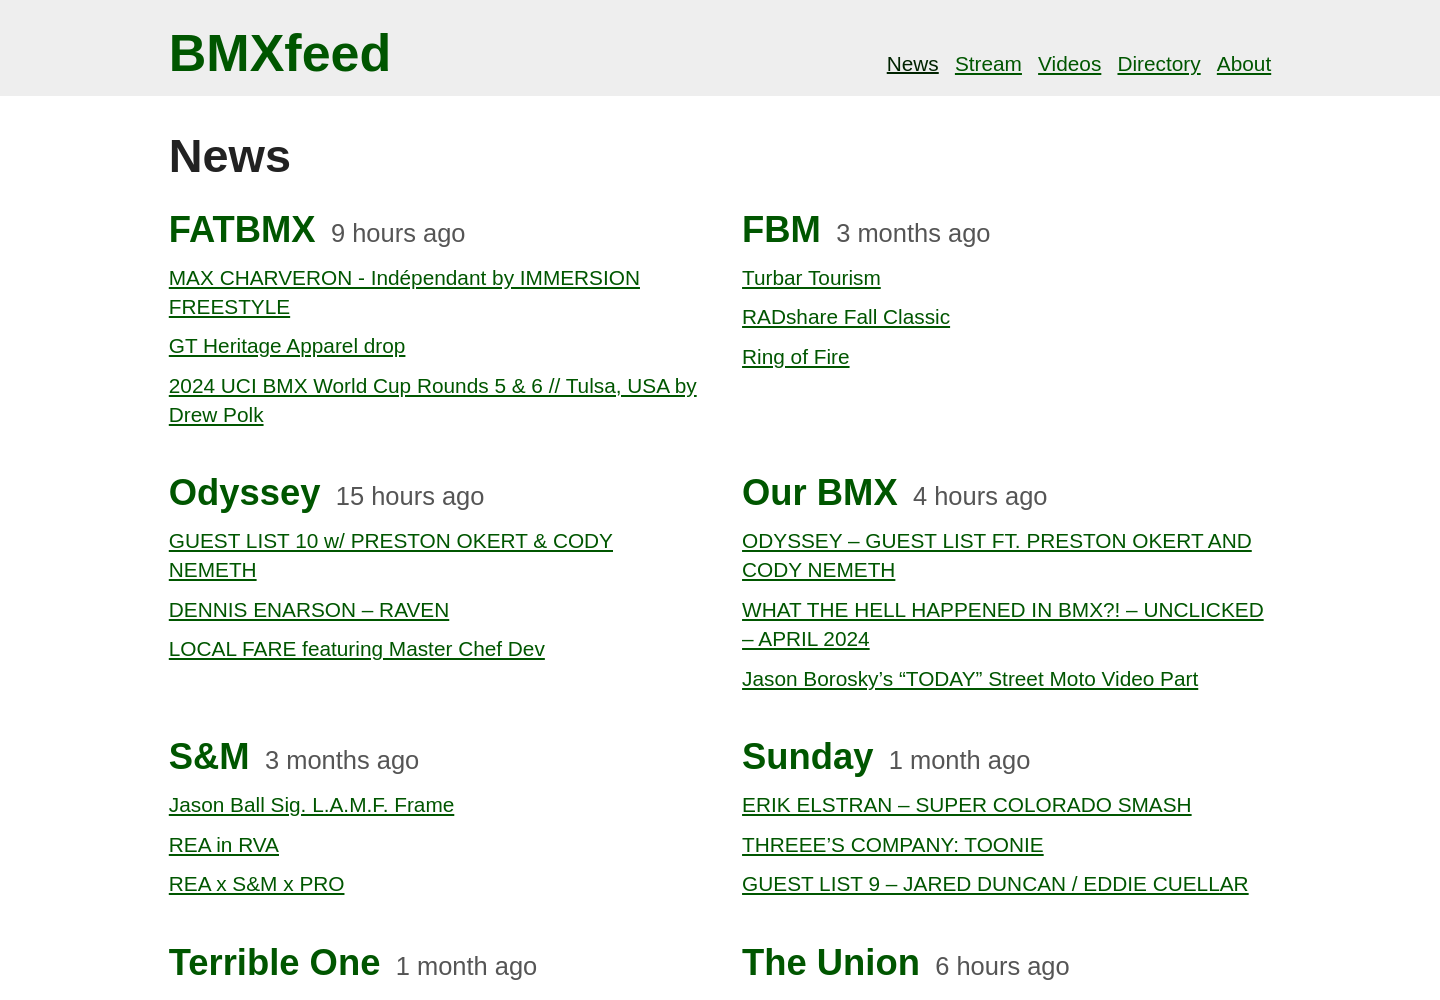 BMXfeed
News Stream Videos Directory About
News
FATBMX 9 hours ago
MAX CHARVERON - Indépendant by IMMERSION
FREESTYLE
GT Heritage Apparel drop
2024 UCI BMX World Cup Rounds 5 & 6 // Tulsa, USA by
Drew Polk
FBM 3 months ago
Turbar Tourism
RADshare Fall Classic
Ring of Fire
Odyssey 15 hours ago
GUEST LIST 10 w/ PRESTON OKERT & CODY
NEMETH
DENNIS ENARSON – RAVEN
LOCAL FARE featuring Master Chef Dev
Our BMX 4 hours ago
ODYSSEY – GUEST LIST FT. PRESTON OKERT AND
CODY NEMETH
WHAT THE HELL HAPPENED IN BMX?! – UNCLICKED
– APRIL 2024
Jason Borosky’s “TODAY” Street Moto Video Part
S&M 3 months ago
Jason Ball Sig. L.A.M.F. Frame
REA in RVA
REA x S&M x PRO
Sunday 1 month ago
ERIK ELSTRAN – SUPER COLORADO SMASH
THREEE’S COMPANY: TOONIE
GUEST LIST 9 – JARED DUNCAN / EDDIE CUELLAR
Terrible One 1 month ago
The Union 6 hours ago